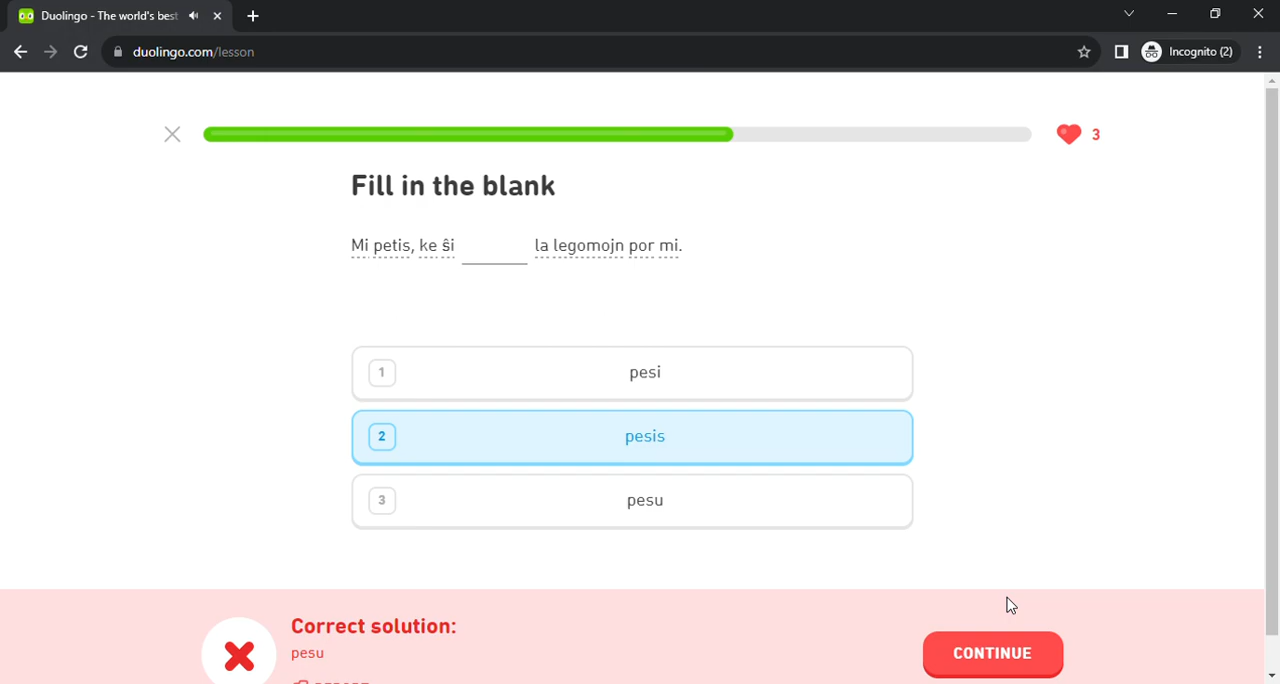 Duolingo - The world's best
duolingo.com/lesson
Incognito (2)
3
Fill in the blank
Mi petis, ke ŝi ________ la legomojn por mi.
1 pesi
2 pesis
3 pesu
Correct solution:
pesu
CONTINUE